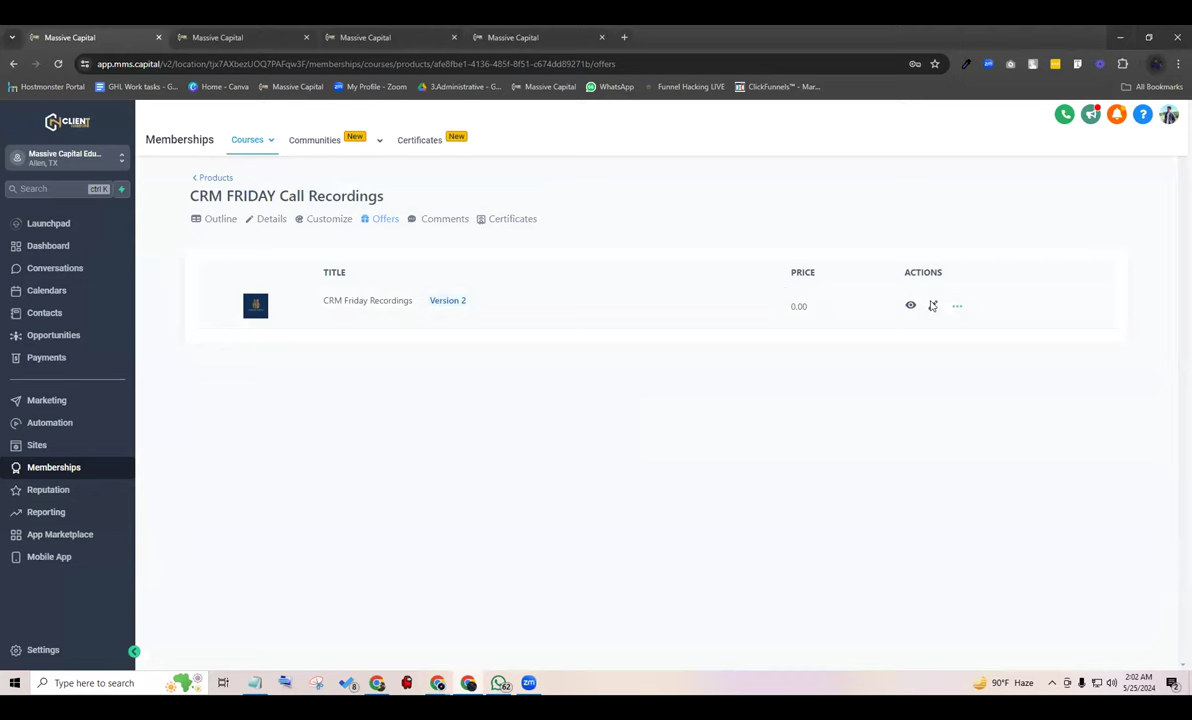 Massive Capital
Massive Capital
Massive Capital
Massive Capital
app.mms.capital/v2/location/tjx7AXbezUOQ7PAFqw3F/memberships/courses/products/afe8fbe1-4136-485f-8f51-c674dd89271b/offers
Hostmonster Portal
GHL Work tasks - G...
Home - Canva
Massive Capital
My Profile - Zoom
3.Administrative - G...
Massive Capital
WhatsApp
Funnel Hacking LIVE
ClickFunnels™ - Mar...
All Bookmarks
CLIENT
Massive Capital Edu...
Allen, TX
Search
ctrl K
Launchpad
Dashboard
Conversations
Calendars
Contacts
Opportunities
Payments
Marketing
Automation
Sites
Memberships
Reputation
Reporting
App Marketplace
Mobile App
Settings
Memberships
Courses
Communities
New
Certificates
New
Products
CRM FRIDAY Call Recordings
Outline
Details
Customize
Offers
Comments
Certificates
TITLE
PRICE
ACTIONS
CRM Friday Recordings
Version 2
0.00
Type here to search
8
62
90°F Haze
2:02 AM
5/25/2024
2